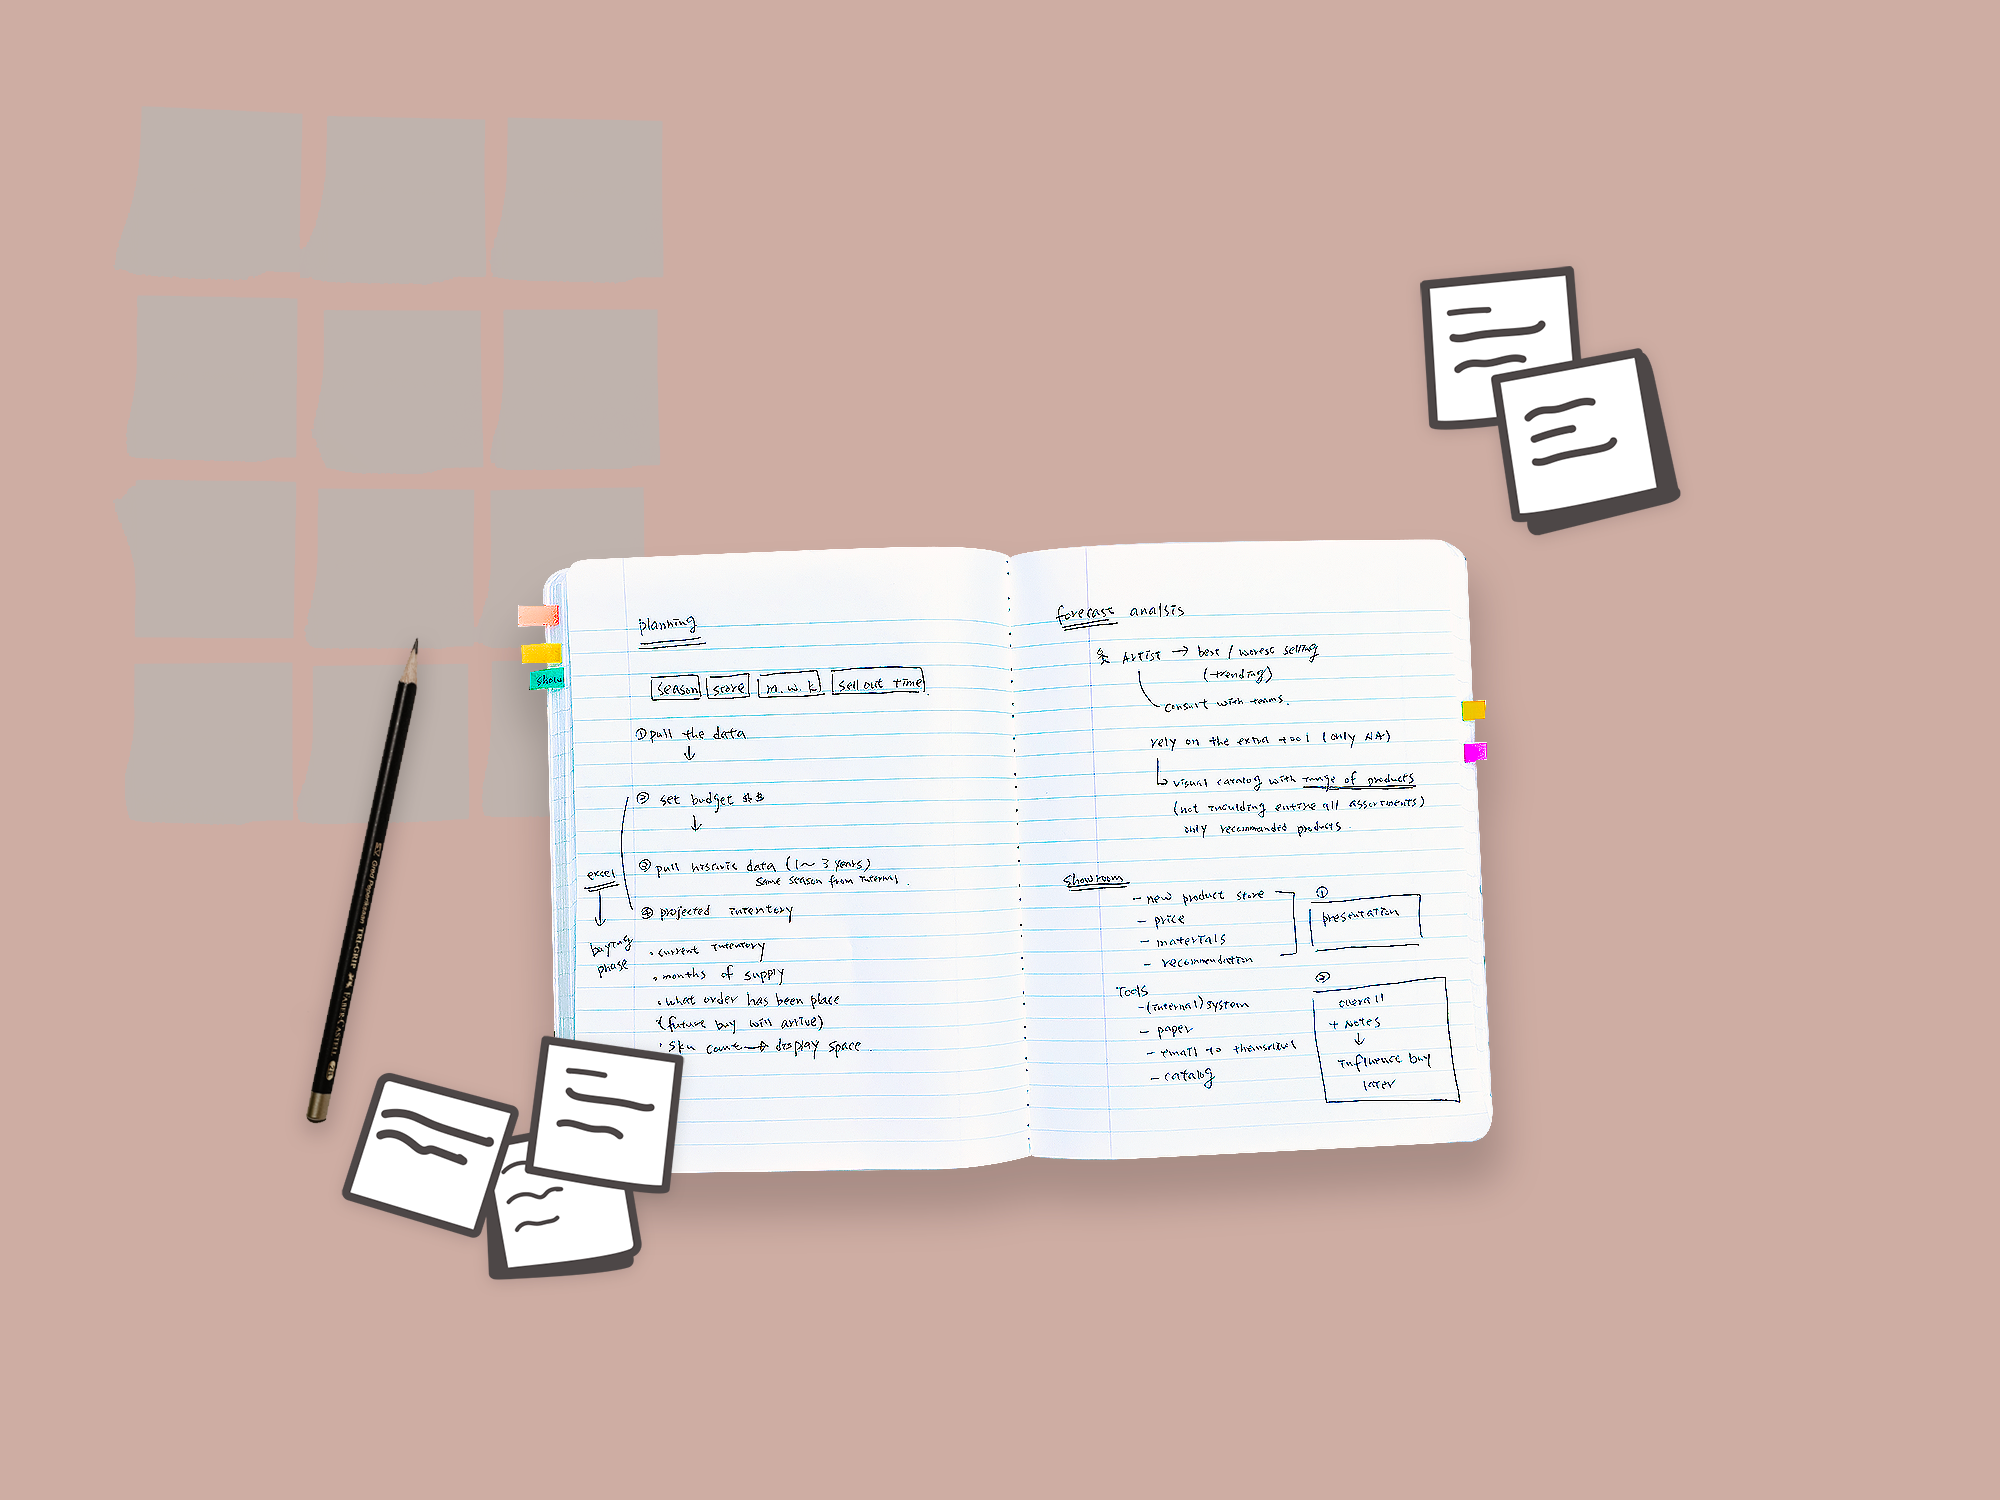 planning
season store m.w.k sell out time
① pull the data
↓
② set budget $$
↓
③ pull historic data (1~3 years)
same season from internal.
④ projected inventory
excel
↓
buying
phase
• current inventory
• months of supply
• what order has been place
(future buy will arrive)
• sku count → display space.
show
forecast analsis
Artist → best / worest selling
(trending)
consult with teams.
rely on the extra tool (only NA)
visual catalog with range of products
(not inculding entire all assortments)
only recommanded products.
showroom
- new product store
- price
- materials
- recommendation
①
presentation
Tools
- (internal) system
- paper
- email to themselves
- catalog
②
overall
+ notes
↓
influence buy
later
FABER-CASTELL
TRI-GRIP